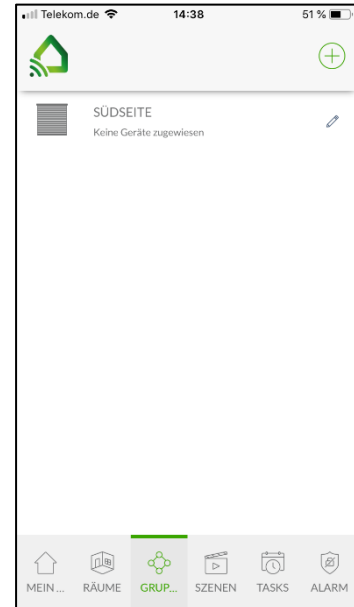 Telekom.de 14:38 51 %
SÜDSEITE
Keine Geräte zugewiesen
MEIN... RÄUME GRUP... SZENEN TASKS ALARM